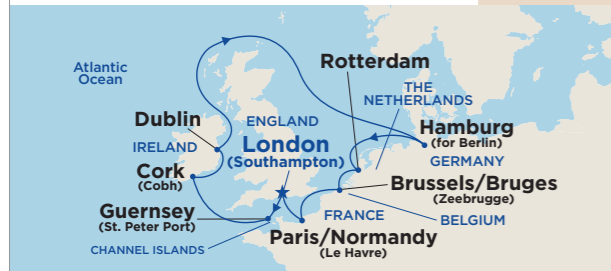 Atlantic
Ocean
Rotterdam
THE
NETHERLANDS
Dublin
ENGLAND
IRELAND
London
(Southampton)
Hamburg
(for Berlin)
GERMANY
Cork
(Cobh)
Brussels/Bruges
(Zeebrugge)
Guernsey
(St. Peter Port)
FRANCE
BELGIUM
CHANNEL ISLANDS
Paris/Normandy
(Le Havre)